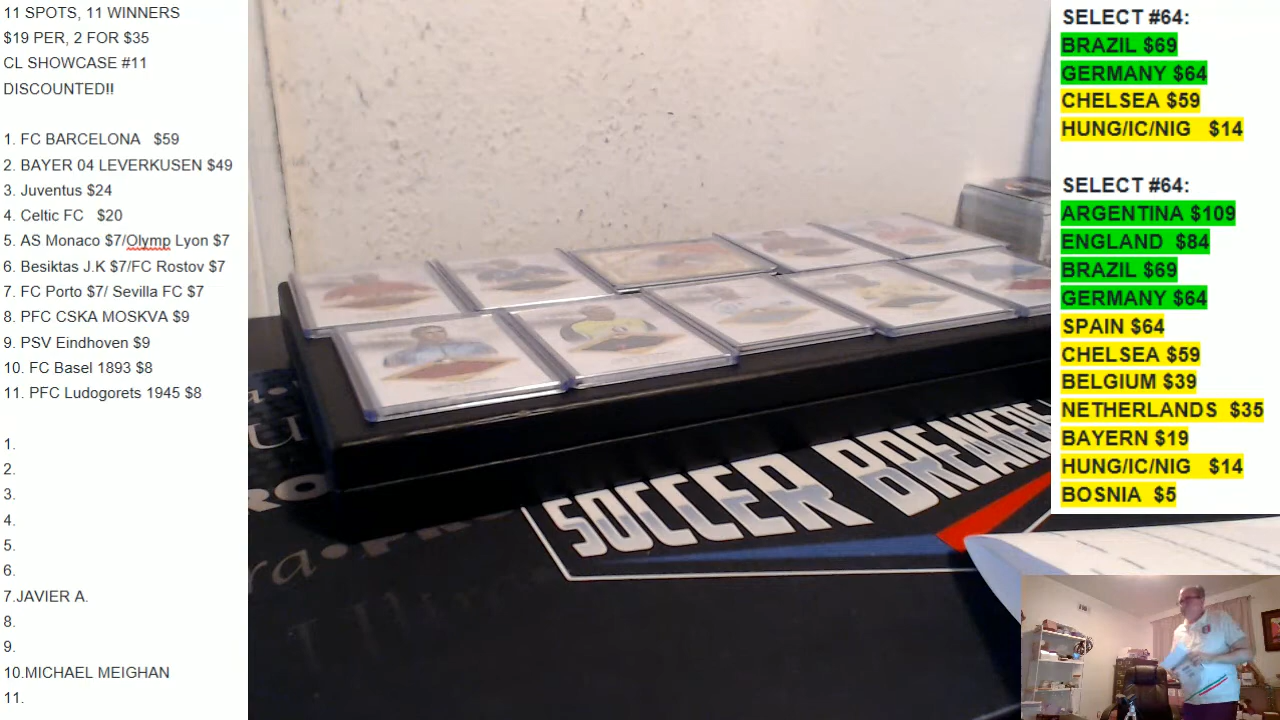 11 SPOTS, 11 WINNERS
$19 PER, 2 FOR $35
CL SHOWCASE #11
DISCOUNTED!!
1. FC BARCELONA $59
2. BAYER 04 LEVERKUSEN $49
3. Juventus $24
4. Celtic FC $20
5. AS Monaco $7/Olymp Lyon $7
6. Besiktas J.K $7/FC Rostov $7
7. FC Porto $7/ Sevilla FC $7
8. PFC CSKA MOSKVA $9
9. PSV Eindhoven $9
10. FC Basel 1893 $8
11. PFC Ludogorets 1945 $8
1.
2.
3.
4.
5.
6.
7.JAVIER A.
8.
9.
10.MICHAEL MEIGHAN
11.
SOCCER BREAKERS
SELECT #64:
BRAZIL $69
GERMANY $64
CHELSEA $59
HUNG/IC/NIG $14
SELECT #64:
ARGENTINA $109
ENGLAND $84
BRAZIL $69
GERMANY $64
SPAIN $64
CHELSEA $59
BELGIUM $39
NETHERLANDS $35
BAYERN $19
HUNG/IC/NIG $14
BOSNIA $5